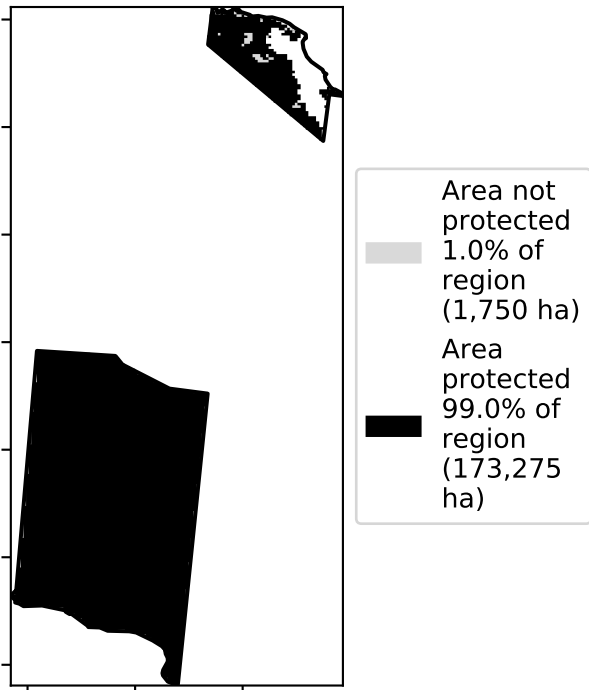 Area not
protected
1.0% of
region
(1,750 ha)
Area
protected
99.0% of
region
(173,275
ha)